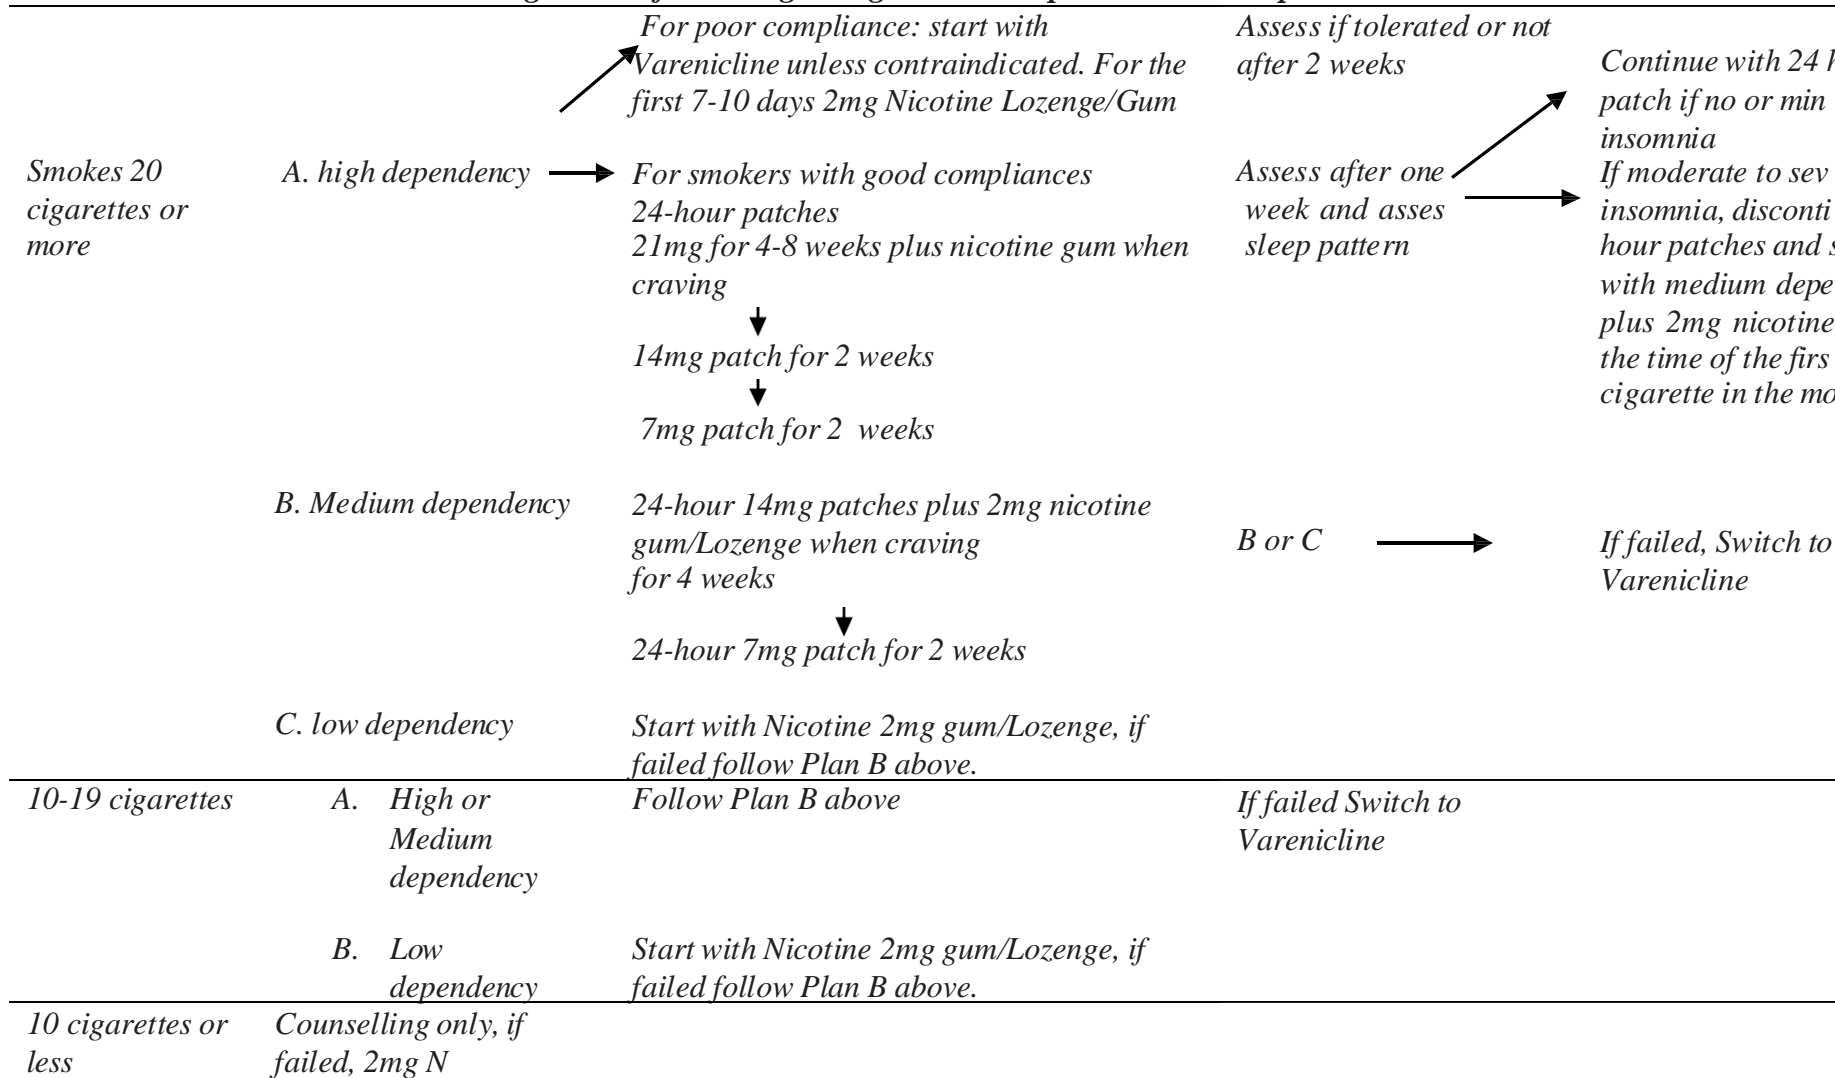 For poor compliance: start with
Varenicline unless contraindicated. For the
first 7-10 days 2mg Nicotine Lozenge/Gum
Assess if tolerated or not
after 2 weeks
Continue with 24
patch if no or min
insomnia
Smokes 20
cigarettes or
more
A. high dependency
For smokers with good compliances
24-hour patches
21mg for 4-8 weeks plus nicotine gum when
craving
14mg patch for 2 weeks
7mg patch for 2 weeks
Assess after one
week and asses
sleep pattern
If moderate to sev
insomnia, disconti
hour patches and
with medium depe
plus 2mg nicotine
the time of the firs
cigarette in the mo
B. Medium dependency
24-hour 14mg patches plus 2mg nicotine
gum/Lozenge when craving
for 4 weeks
24-hour 7mg patch for 2 weeks
B or C
If failed, Switch to
Varenicline
C. low dependency
Start with Nicotine 2mg gum/Lozenge, if
failed follow Plan B above.
10-19 cigarettes
A. High or
Medium
dependency
Follow Plan B above
If failed Switch to
Varenicline
B. Low
dependency
Start with Nicotine 2mg gum/Lozenge, if
failed follow Plan B above.
10 cigarettes or
less
Counselling only, if
failed, 2mg N